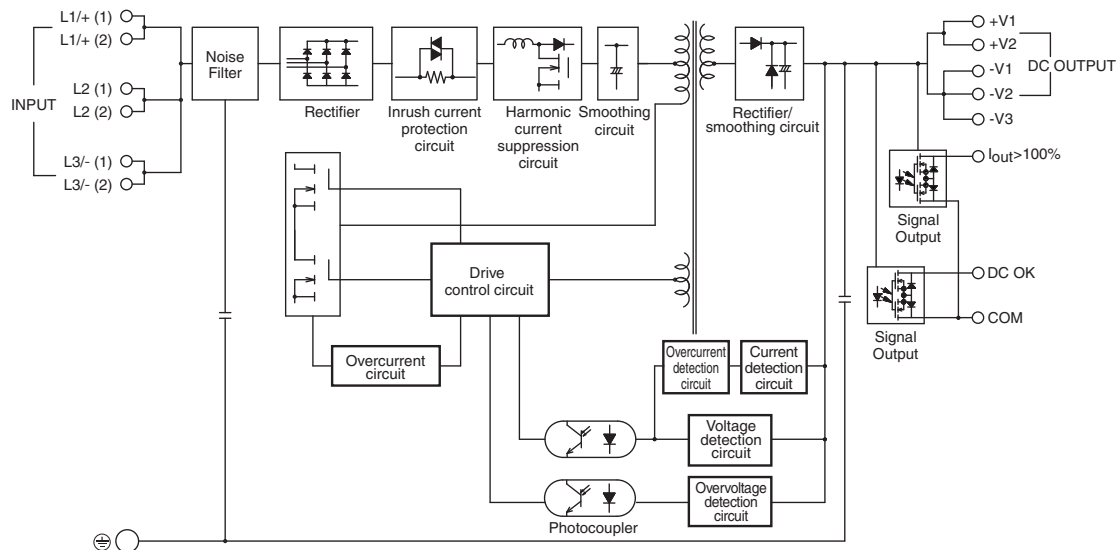 INPUT
L1/+ (1)
L1/+ (2)
L2 (1)
L2 (2)
L3/- (1)
L3/- (2)
Noise
Filter
Rectifier
Inrush current
protection
circuit
Harmonic
current
suppression
circuit
Smoothing
circuit
Rectifier/
smoothing circuit
+V1
+V2
-V1
-V2
-V3
DC OUTPUT
Iout>100%
Signal
Output
DC OK
COM
Signal
Output
Drive
control circuit
Overcurrent
circuit
Overcurrent
detection
circuit
Current
detection
circuit
Voltage
detection
circuit
Overvoltage
detection
circuit
Photocoupler